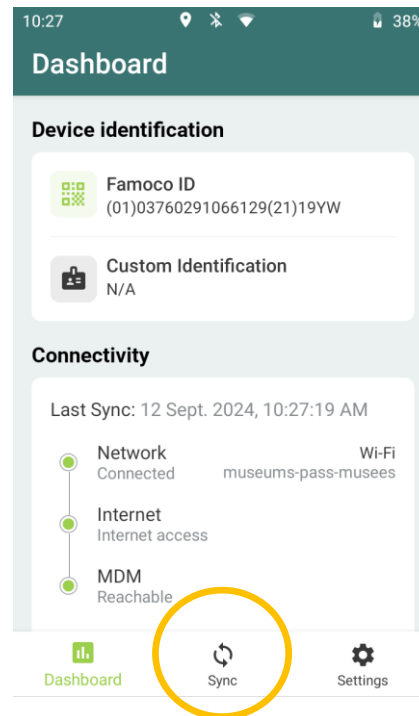 10:27
38%
Dashboard
Device identification
Famoco ID
(01)03760291066129(21)19YW
Custom Identification
N/A
Connectivity
Last Sync: 12 Sept. 2024, 10:27:19 AM
Network Wi-Fi
Connected museums-pass-musees
Internet
Internet access
MDM
Reachable
Dashboard Sync Settings